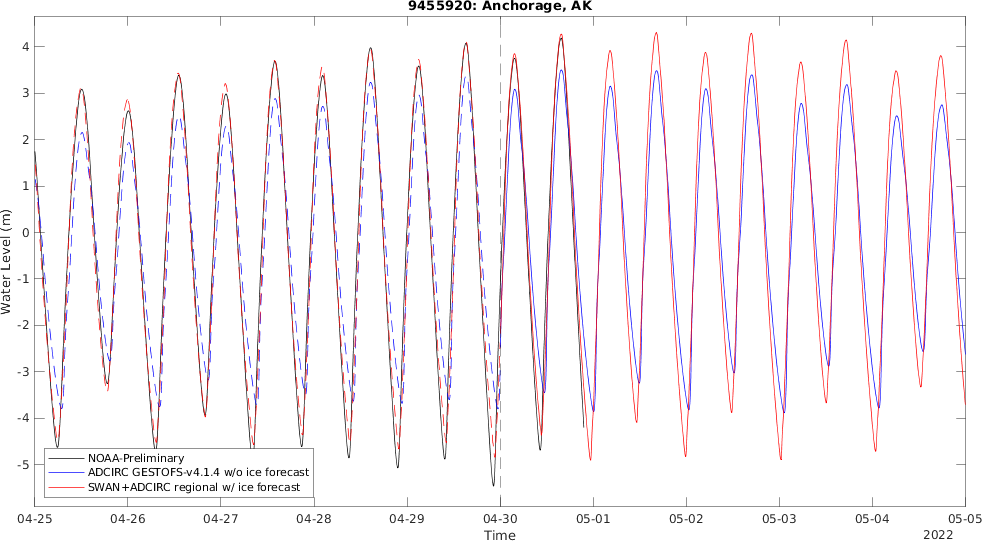 9455920: Anchorage, AK
4
3
2
1
0
-1
-2
-3
-4
-5
Water Level (m)
NOAA-Preliminary
ADCIRC GESTOFS-v4.1.4 w/o ice forecast
SWAN+ADCIRC regional w/ ice forecast
04-25 04-26 04-27 04-28 04-29 04-30 05-01 05-02 05-03 05-04 05-05
Time
2022